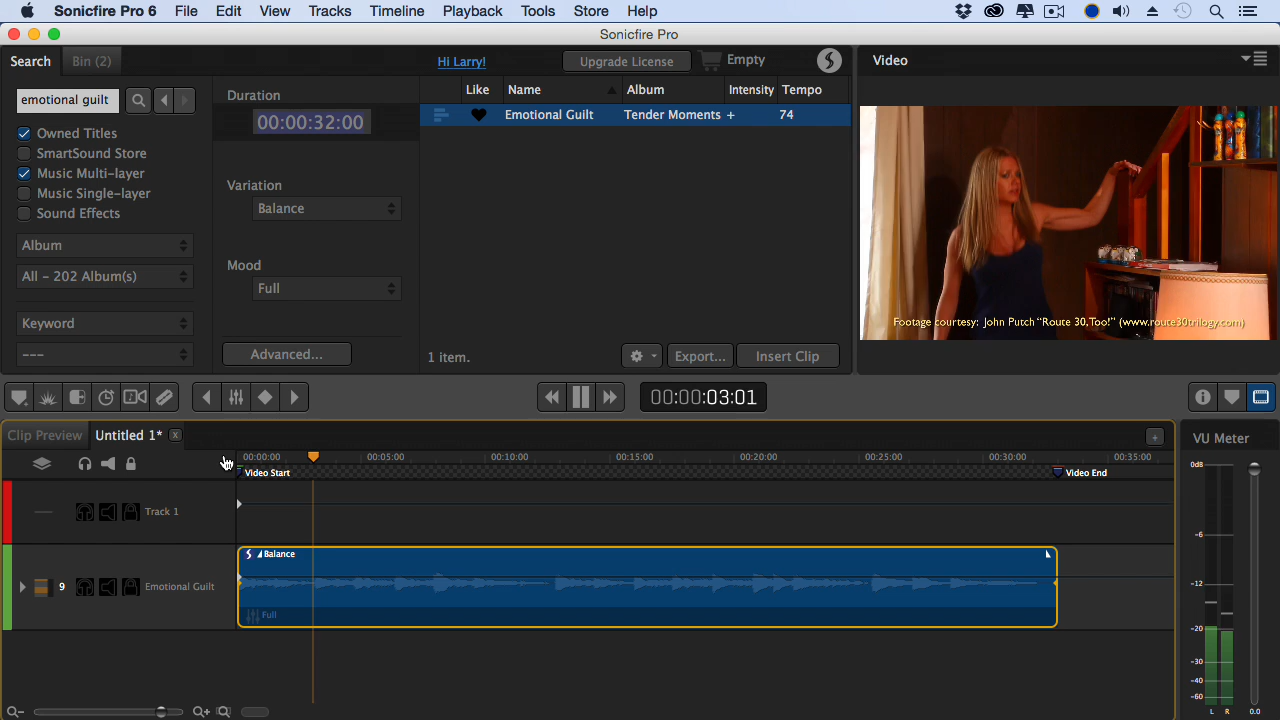 Sonicfire Pro 6 File Edit View Tracks Timeline Playback Tools Store Help
Sonicfire Pro
Search Bin (2)
Hi Larry! Upgrade License Empty
emotional guilt
Owned Titles
SmartSound Store
Music Multi-layer
Music Single-layer
Sound Effects
Album
All - 202 Album(s)
Keyword
---
Duration
00:00:32:00
Variation
Balance
Mood
Full
Advanced...
Like Name Album Intensity Tempo
Emotional Guilt Tender Moments + 74
1 item. Export... Insert Clip
Video
Footage courtesy: John Putch "Route 30,Too!" (www.route30trilogy.com)
00:00:03:01
Clip Preview Untitled 1* x
+
00:00:00 00:05:00 00:10:00 00:15:00 00:20:00 00:25:00 00:30:00 00:35:00
Video Start Video End
Track 1
9 Emotional Guilt
Balance
Full
VU Meter
0dB
-6
-12
-20
-30
-40
-60
L R 0.0